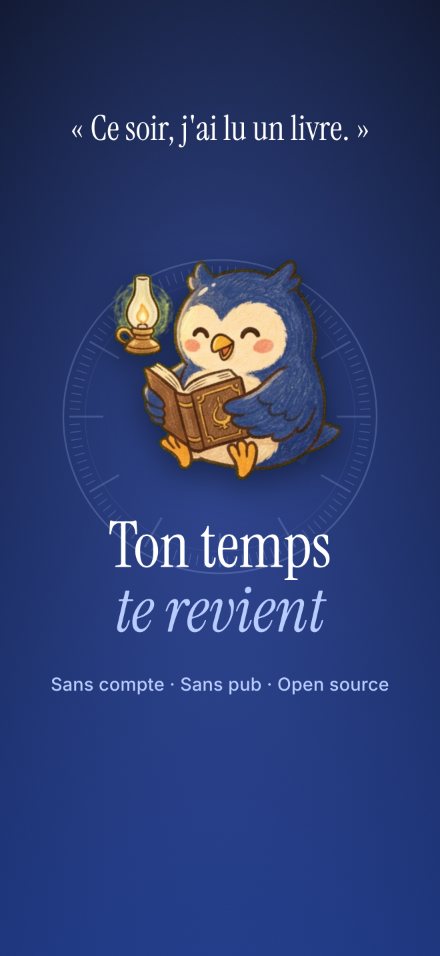 « Ce soir, j'ai lu un livre. »
Ton temps
te revient
Sans compte · Sans pub · Open source